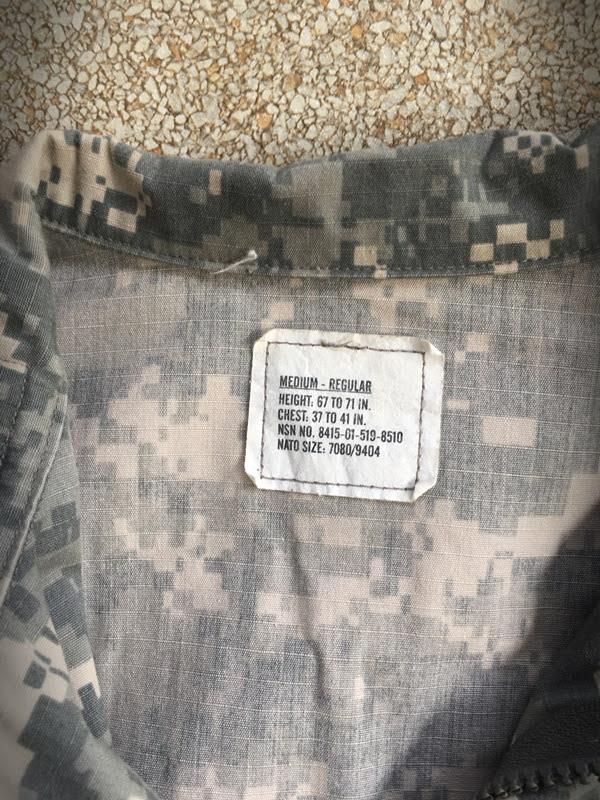 MEDIUM - REGULAR
HEIGHT: 67 TO 71 IN.
CHEST: 37 TO 41 IN.
NSN NO. 8415-01-519-8510
NATO SIZE: 7080/9404